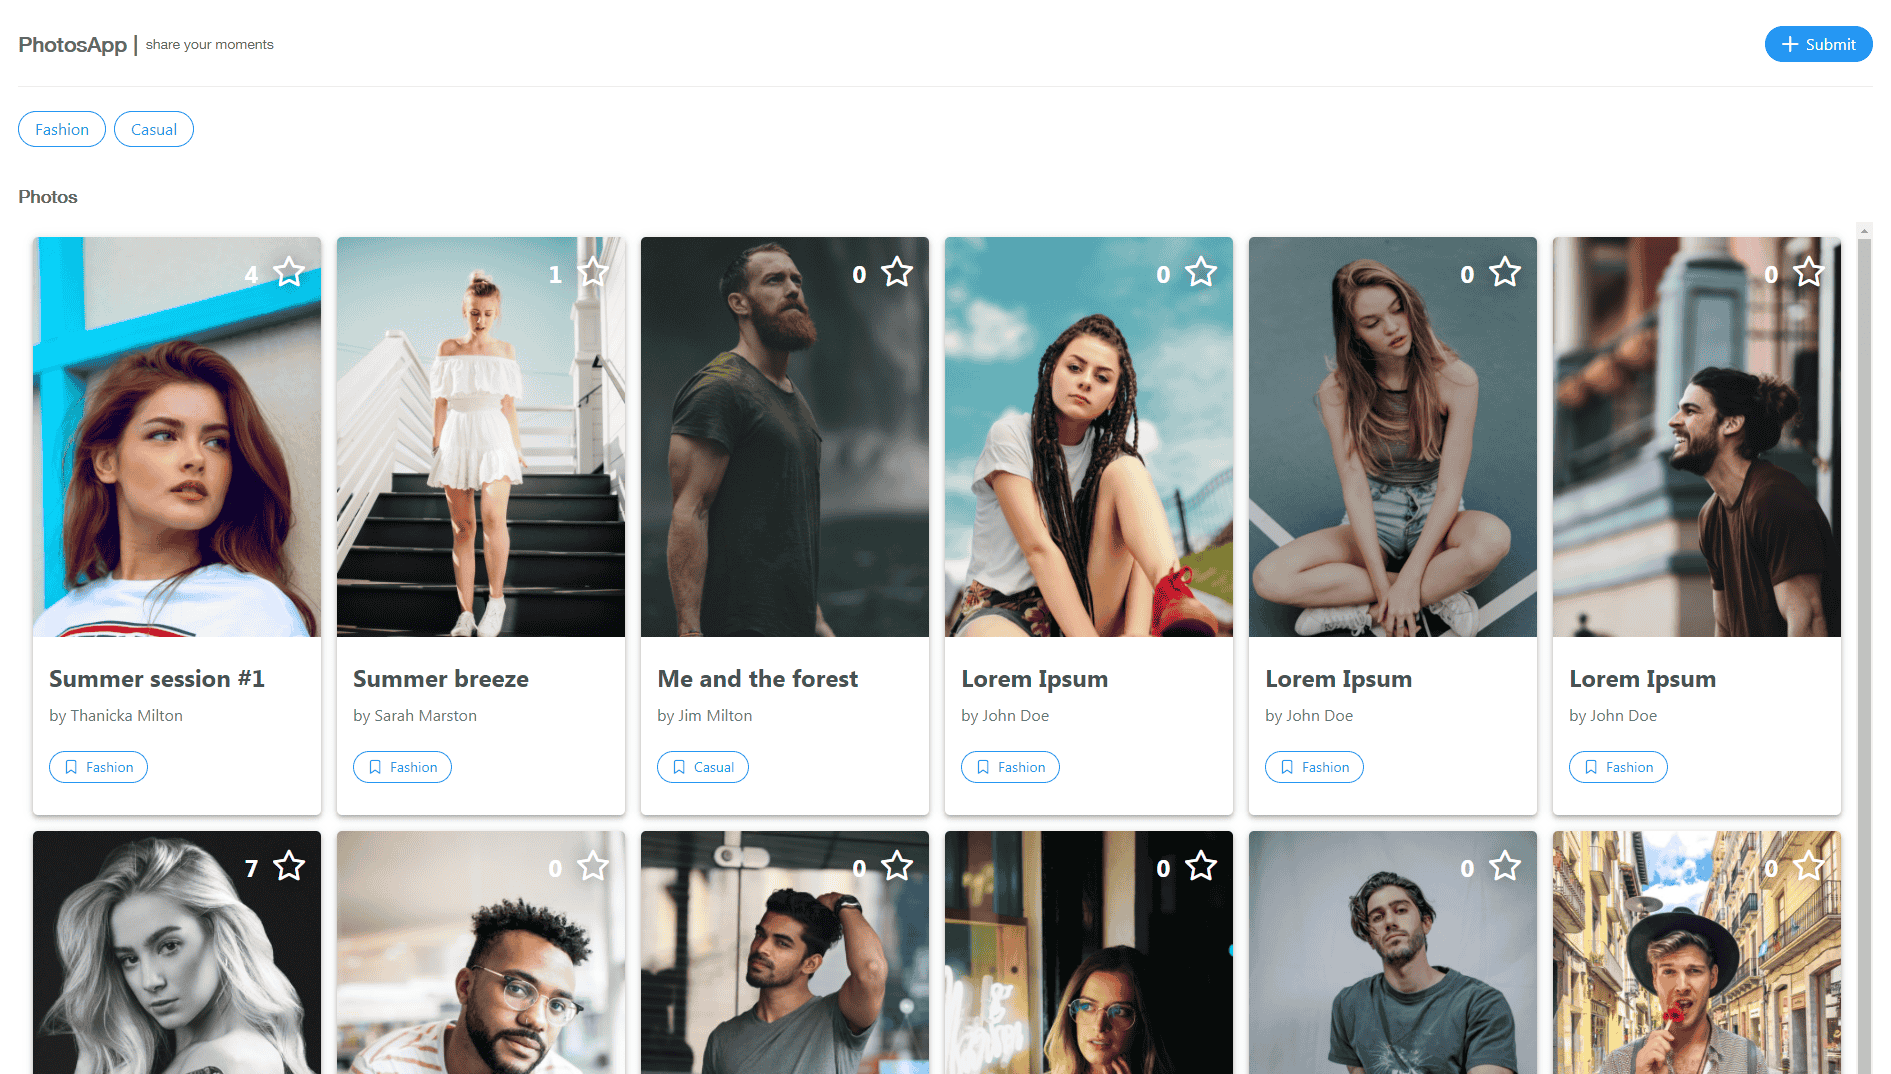 PhotosApp | share your moments
+ Submit
Fashion Casual
Photos
4 1 0 0 0 0
Summer session #1
by Thanicka Milton
Fashion
Summer breeze
by Sarah Marston
Fashion
Me and the forest
by Jim Milton
Casual
Lorem Ipsum
by John Doe
Fashion
Lorem Ipsum
by John Doe
Fashion
Lorem Ipsum
by John Doe
Fashion
7 0 0 0 0 0